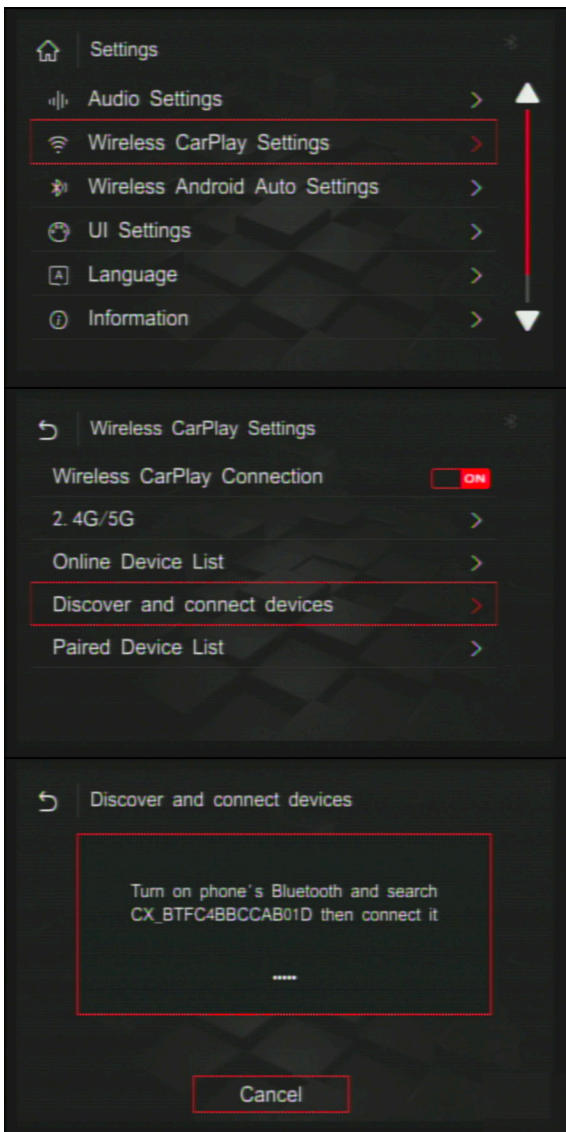 Settings
Audio Settings
Wireless CarPlay Settings
Wireless Android Auto Settings
UI Settings
A Language
i Information
Wireless CarPlay Settings
Wireless CarPlay Connection ON
2.4G/5G
Online Device List
Discover and connect devices
Paired Device List
Discover and connect devices
Turn on phone's Bluetooth and search
CX_BTFC4BBCCAB01D then connect it
Cancel